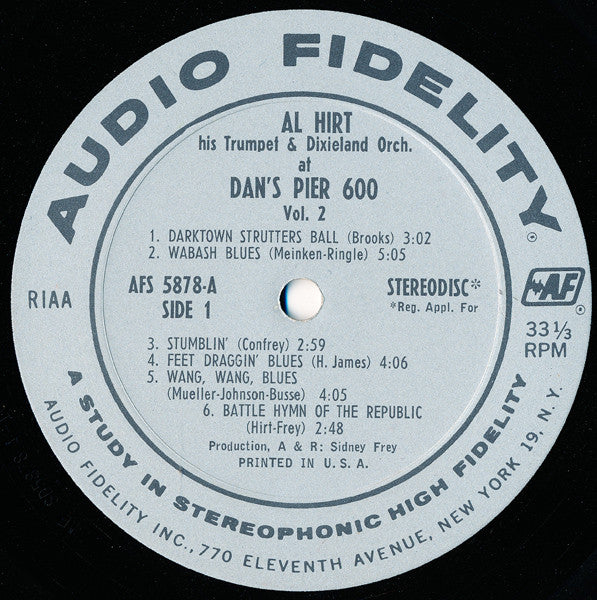 AUDIO FIDELITY®
AL HIRT
his Trumpet & Dixieland Orch.
at
DAN'S PIER 600
Vol. 2
1. DARKTOWN STRUTTERS BALL (Brooks) 3:02
2. WABASH BLUES (Meinken-Ringle) 5:05
RIAA
AFS 5878-A
SIDE 1
STEREODISC*
*Reg. Appl. For
AF®
33⅓
RPM
3. STUMBLIN' (Confrey) 2:59
4. FEET DRAGGIN' BLUES (H. James) 4:06
5. WANG, WANG, BLUES
(Mueller-Johnson-Busse) 4:05
6. BATTLE HYMN OF THE REPUBLIC
(Hirt-Frey) 2:48
Production, A & R: Sidney Frey
PRINTED IN U. S. A.
A STUDY IN STEREOPHONIC HIGH FIDELITY
AUDIO FIDELITY INC., 770 ELEVENTH AVENUE, NEW YORK 19, N. Y.